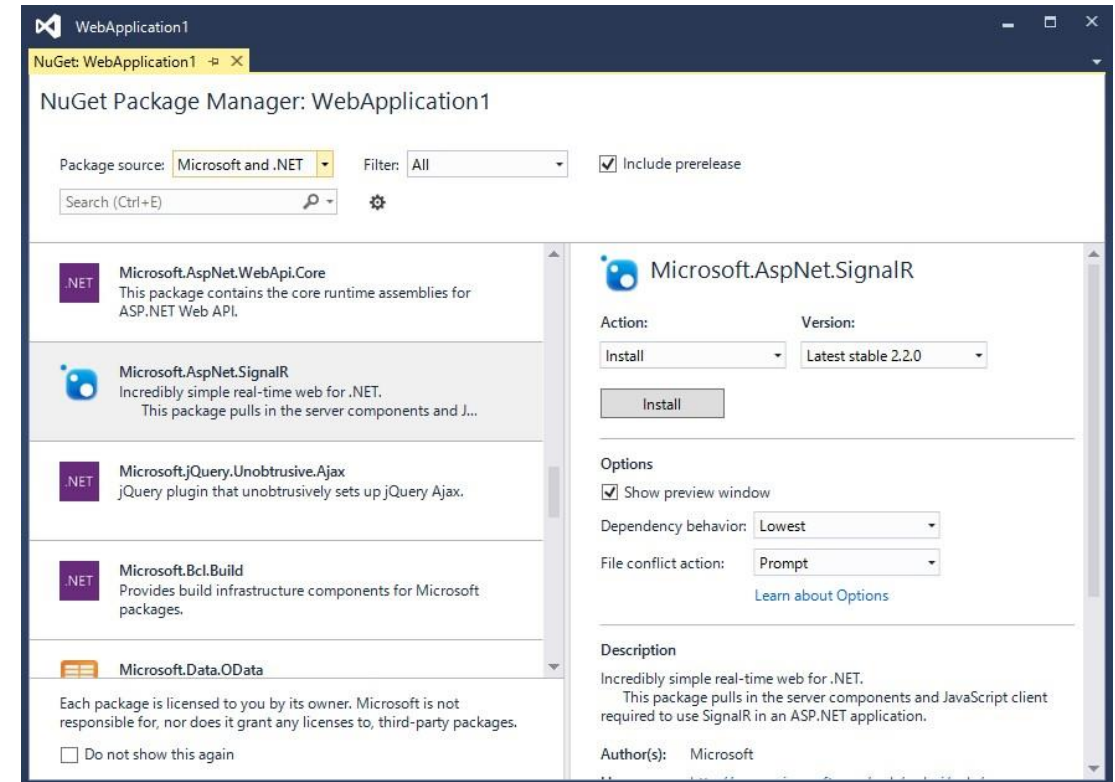 WebApplication1
NuGet: WebApplication1
NuGet Package Manager: WebApplication1
Package source: Microsoft and .NET Filter: All Include prerelease
Search (Ctrl+E)
.NET
Microsoft.AspNet.WebApi.Core
This package contains the core runtime assemblies for
ASP.NET Web API.
Microsoft.AspNet.SignalR
Incredibly simple real-time web for .NET.
This package pulls in the server components and J...
.NET
Microsoft.jQuery.Unobtrusive.Ajax
jQuery plugin that unobtrusively sets up jQuery Ajax.
.NET
Microsoft.Bcl.Build
Provides build infrastructure components for Microsoft
packages.
Microsoft.Data.OData
Each package is licensed to you by its owner. Microsoft is not
responsible for, nor does it grant any licenses to, third-party packages.
Do not show this again
Microsoft.AspNet.SignalR
Action: Version:
Install Latest stable 2.2.0
Install
Options
Show preview window
Dependency behavior: Lowest
File conflict action: Prompt
Learn about Options
Description
Incredibly simple real-time web for .NET.
This package pulls in the server components and JavaScript client
required to use SignalR in an ASP.NET application.
Author(s): Microsoft